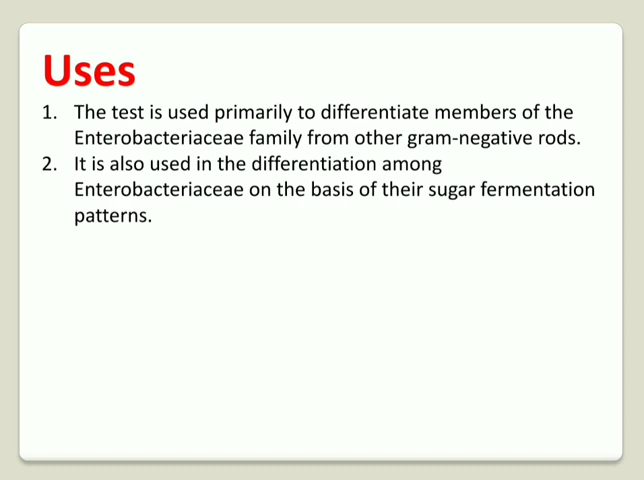 Uses
1. The test is used primarily to differentiate members of the
Enterobacteriaceae family from other gram-negative rods.
2. It is also used in the differentiation among
Enterobacteriaceae on the basis of their sugar fermentation
patterns.